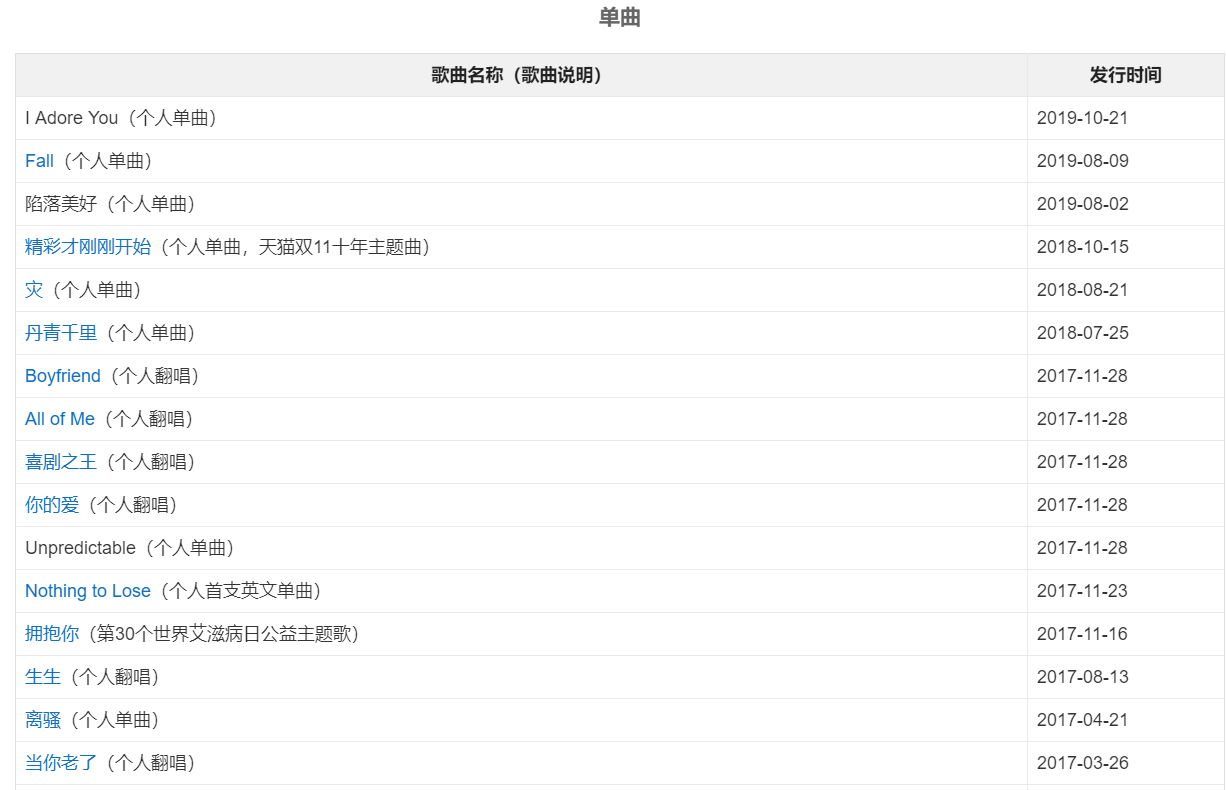 单曲
歌曲名称（歌曲说明） 发行时间
I Adore You（个人单曲） 2019-10-21
Fall（个人单曲） 2019-08-09
陷落美好（个人单曲） 2019-08-02
精彩才刚刚开始（个人单曲，天猫双11十年主题曲） 2018-10-15
灾（个人单曲） 2018-08-21
丹青千里（个人单曲） 2018-07-25
Boyfriend（个人翻唱） 2017-11-28
All of Me（个人翻唱） 2017-11-28
喜剧之王（个人翻唱） 2017-11-28
你的爱（个人翻唱） 2017-11-28
Unpredictable（个人单曲） 2017-11-28
Nothing to Lose（个人首支英文单曲） 2017-11-23
拥抱你（第30个世界艾滋病日公益主题歌） 2017-11-16
生生（个人翻唱） 2017-08-13
离骚（个人单曲） 2017-04-21
当你老了（个人翻唱） 2017-03-26